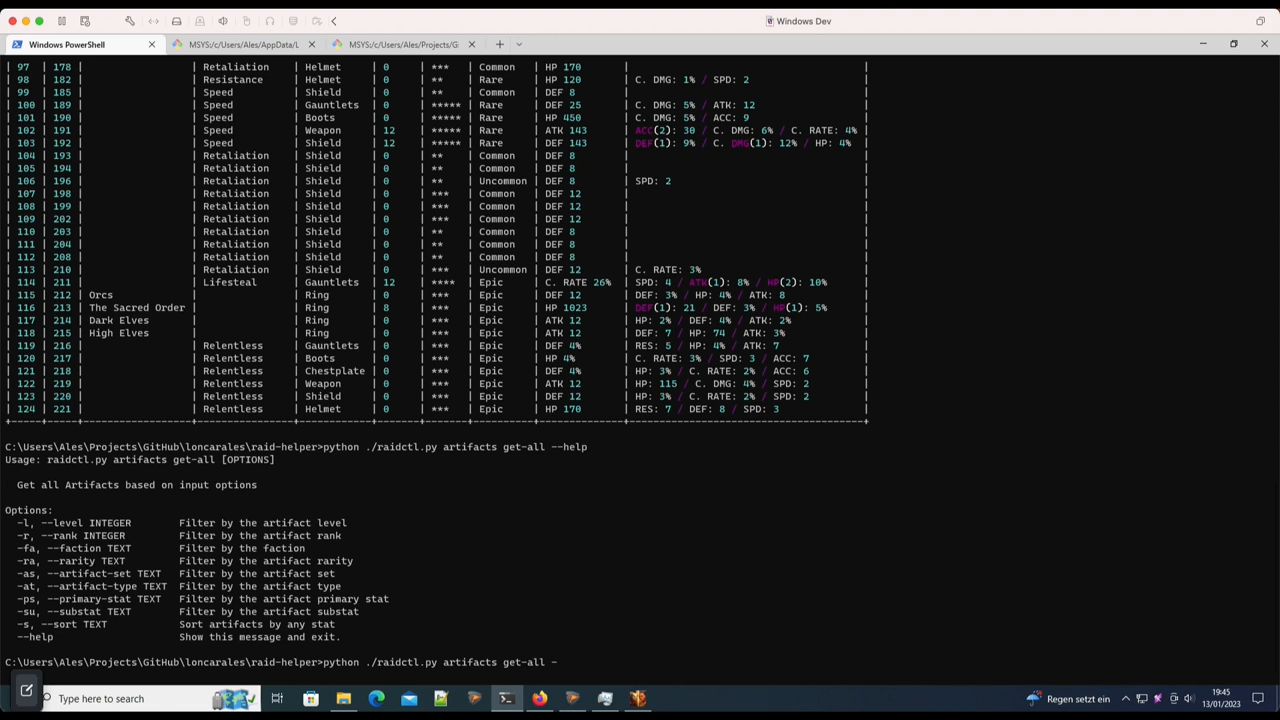 Windows Dev
Windows PowerShell
MSYS:/c/Users/Ales/AppData/L
MSYS:/c/Users/Ales/Projects/Gi
| 97 | 178 | | Retaliation | Helmet | 0 | *** | Common | HP 170 | |
| 98 | 182 | | Resistance | Helmet | 0 | ** | Rare | HP 120 | C. DMG: 1% / SPD: 2 |
| 99 | 185 | | Speed | Shield | 0 | ** | Common | DEF 8 | |
| 100 | 189 | | Speed | Gauntlets | 0 | ***** | Rare | DEF 25 | C. DMG: 5% / ATK: 12 |
| 101 | 190 | | Speed | Boots | 0 | ***** | Rare | HP 450 | C. DMG: 5% / ACC: 9 |
| 102 | 191 | | Speed | Weapon | 12 | ***** | Rare | ATK 143 | ACC(2): 30 / C. DMG: 6% / C. RATE: 4% |
| 103 | 192 | | Speed | Shield | 12 | ***** | Rare | DEF 143 | DEF(1): 9% / C. DMG(1): 12% / HP: 4% |
| 104 | 193 | | Retaliation | Shield | 0 | ** | Common | DEF 8 | |
| 105 | 194 | | Retaliation | Shield | 0 | ** | Common | DEF 8 | |
| 106 | 196 | | Retaliation | Shield | 0 | ** | Uncommon | DEF 8 | SPD: 2 |
| 107 | 198 | | Retaliation | Shield | 0 | *** | Common | DEF 12 | |
| 108 | 199 | | Retaliation | Shield | 0 | *** | Common | DEF 12 | |
| 109 | 202 | | Retaliation | Shield | 0 | *** | Common | DEF 12 | |
| 110 | 203 | | Retaliation | Shield | 0 | ** | Common | DEF 8 | |
| 111 | 204 | | Retaliation | Shield | 0 | ** | Common | DEF 8 | |
| 112 | 208 | | Retaliation | Shield | 0 | ** | Common | DEF 8 | |
| 113 | 210 | | Retaliation | Shield | 0 | *** | Uncommon | DEF 12 | C. RATE: 3% |
| 114 | 211 | | Lifesteal | Gauntlets | 12 | **** | Epic | C. RATE 26% | SPD: 4 / ATK(1): 8% / HP(2): 10% |
| 115 | 212 | Orcs | | Ring | 0 | *** | Epic | DEF 12 | DEF: 3% / HP: 4% / ATK: 8 |
| 116 | 213 | The Sacred Order | | Ring | 8 | *** | Epic | HP 1023 | DEF(1): 21 / DEF: 3% / HP(1): 5% |
| 117 | 214 | Dark Elves | | Ring | 0 | *** | Epic | ATK 12 | HP: 2% / DEF: 4% / ATK: 2% |
| 118 | 215 | High Elves | | Ring | 0 | *** | Epic | ATK 12 | DEF: 7 / HP: 74 / ATK: 3% |
| 119 | 216 | | Relentless | Gauntlets | 0 | *** | Epic | DEF 4% | RES: 5 / HP: 4% / ATK: 7 |
| 120 | 217 | | Relentless | Boots | 0 | *** | Epic | HP 4% | C. RATE: 3% / SPD: 3 / ACC: 7 |
| 121 | 218 | | Relentless | Chestplate | 0 | *** | Epic | DEF 4% | HP: 3% / C. RATE: 2% / ACC: 6 |
| 122 | 219 | | Relentless | Weapon | 0 | *** | Epic | ATK 12 | HP: 115 / C. DMG: 4% / SPD: 2 |
| 123 | 220 | | Relentless | Shield | 0 | *** | Epic | DEF 12 | HP: 3% / C. RATE: 2% / SPD: 2 |
| 124 | 221 | | Relentless | Helmet | 0 | *** | Epic | HP 170 | RES: 7 / DEF: 8 / SPD: 3 |
C:\Users\Ales\Projects\GitHub\loncarales\raid-helper>python ./raidctl.py artifacts get-all --help
Usage: raidctl.py artifacts get-all [OPTIONS]
Get all Artifacts based on input options
Options:
-l, --level INTEGER Filter by the artifact level
-r, --rank INTEGER Filter by the artifact rank
-fa, --faction TEXT Filter by the faction
-ra, --rarity TEXT Filter by the artifact rarity
-as, --artifact-set TEXT Filter by the artifact set
-at, --artifact-type TEXT Filter by the artifact type
-ps, --primary-stat TEXT Filter by the artifact primary stat
-su, --substat TEXT Filter by the artifact substat
-s, --sort TEXT Sort artifacts by any stat
--help Show this message and exit.
C:\Users\Ales\Projects\GitHub\loncarales\raid-helper>python ./raidctl.py artifacts get-all -
Type here to search
Regen setzt ein
19:45
13/01/2023